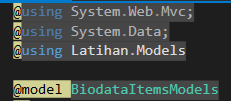 @using System.Web.Mvc;
@using System.Data;
@using Latihan.Models
@model BiodataItemsModels